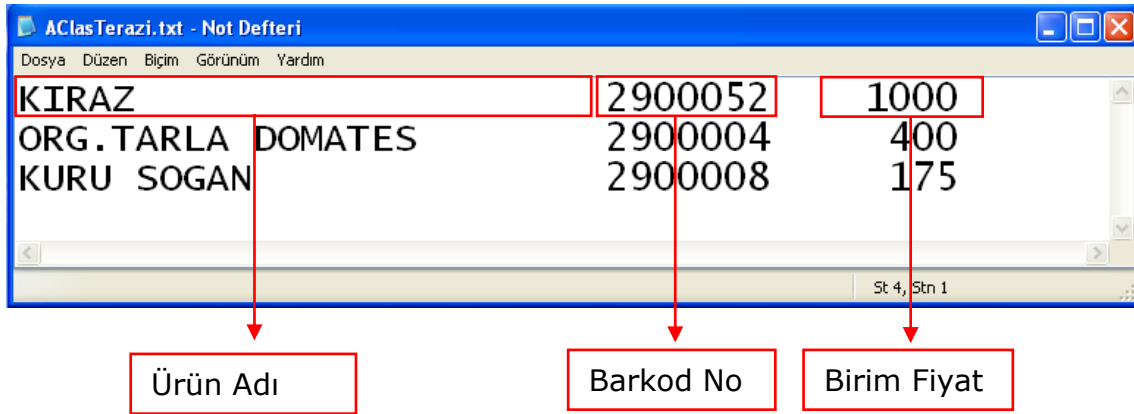 AClasTerazi.txt - Not Defteri
Dosya Düzen Biçim Görünüm Yardım
KIRAZ 2900052 1000
ORG.TARLA DOMATES 2900004 400
KURU SOGAN 2900008 175
St 4, Stn 1
Ürün Adı Barkod No Birim Fiyat